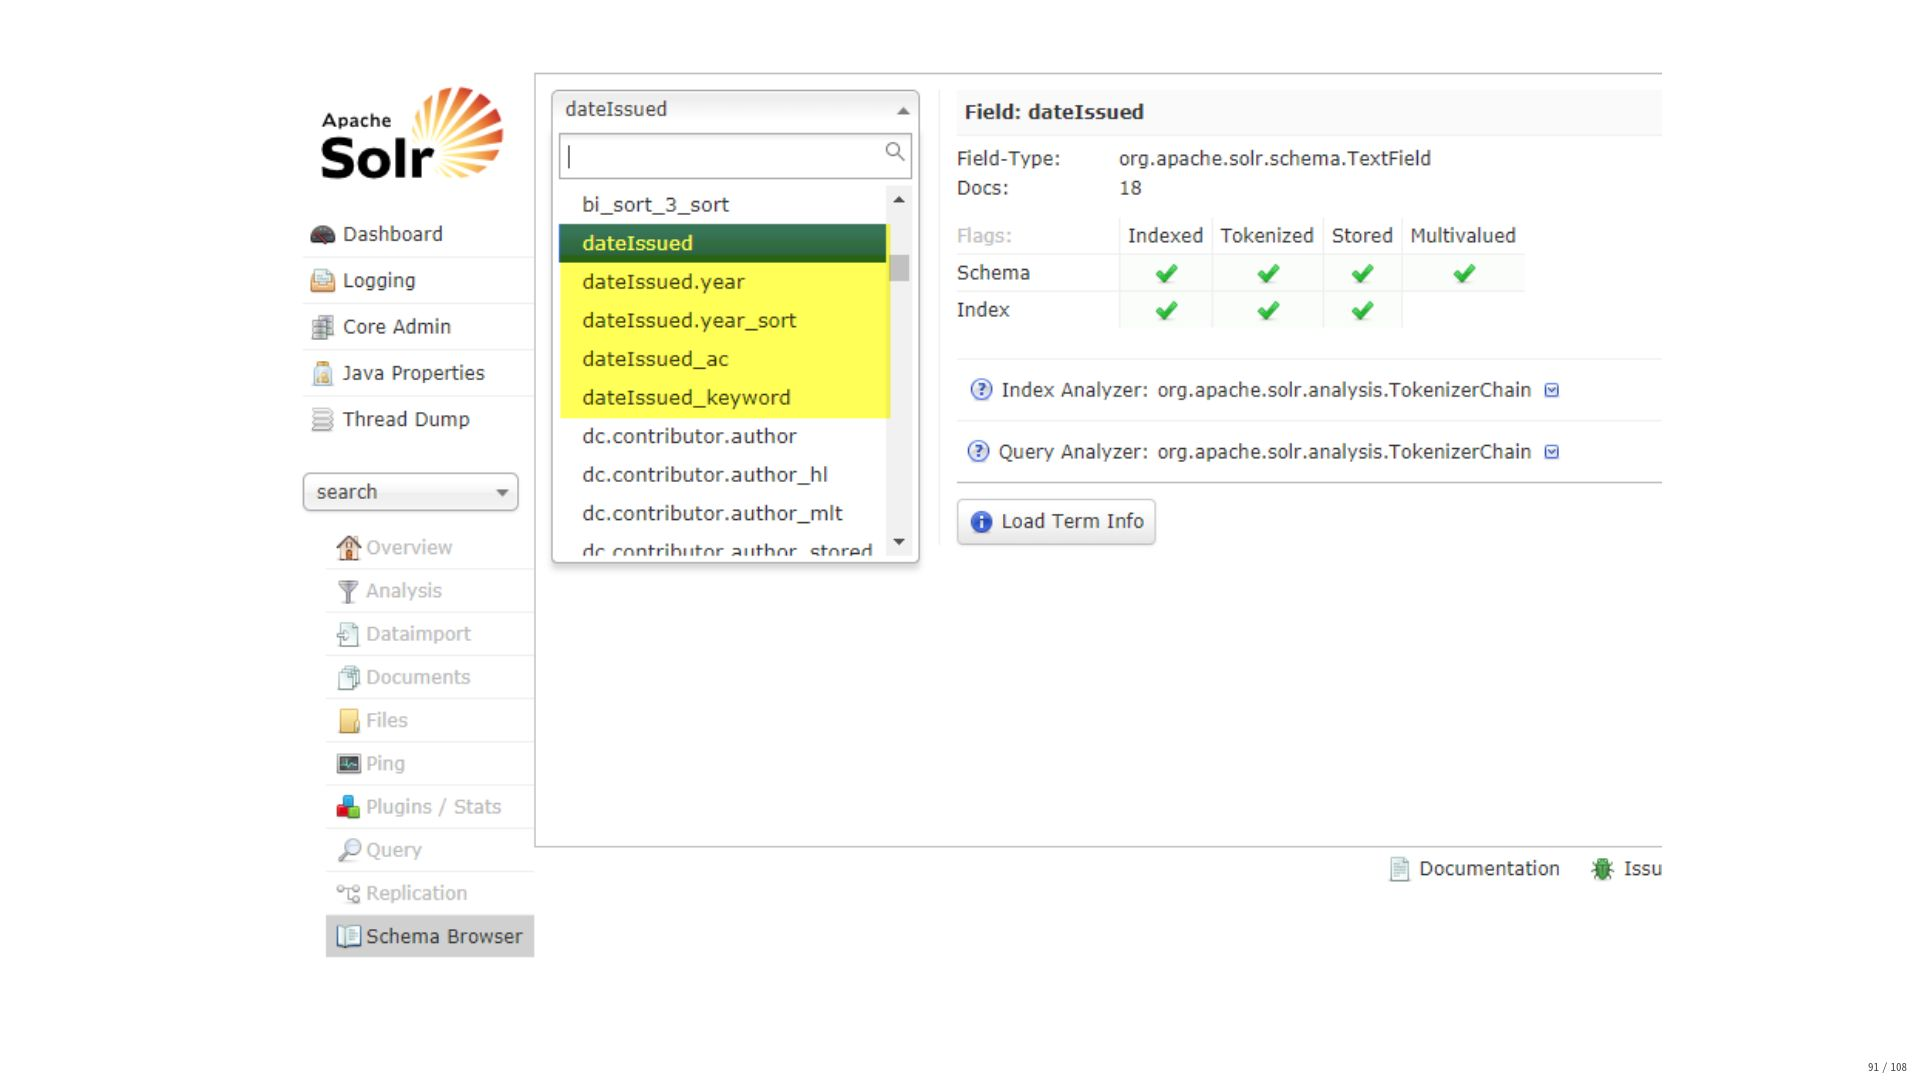 Apache
Solr
Dashboard
Logging
Core Admin
Java Properties
Thread Dump
search
Overview
Analysis
Dataimport
Documents
Files
Ping
Plugins / Stats
Query
Replication
Schema Browser
dateIssued
bi_sort_3_sort
dateIssued
dateIssued.year
dateIssued.year_sort
dateIssued_ac
dateIssued_keyword
dc.contributor.author
dc.contributor.author_hl
dc.contributor.author_mlt
dc.contributor.author_stored
Field: dateIssued
Field-Type: org.apache.solr.schema.TextField
Docs: 18
Flags: Indexed Tokenized Stored Multivalued
Schema
Index
Index Analyzer: org.apache.solr.analysis.TokenizerChain
Query Analyzer: org.apache.solr.analysis.TokenizerChain
Load Term Info
Documentation Issu
91 / 108